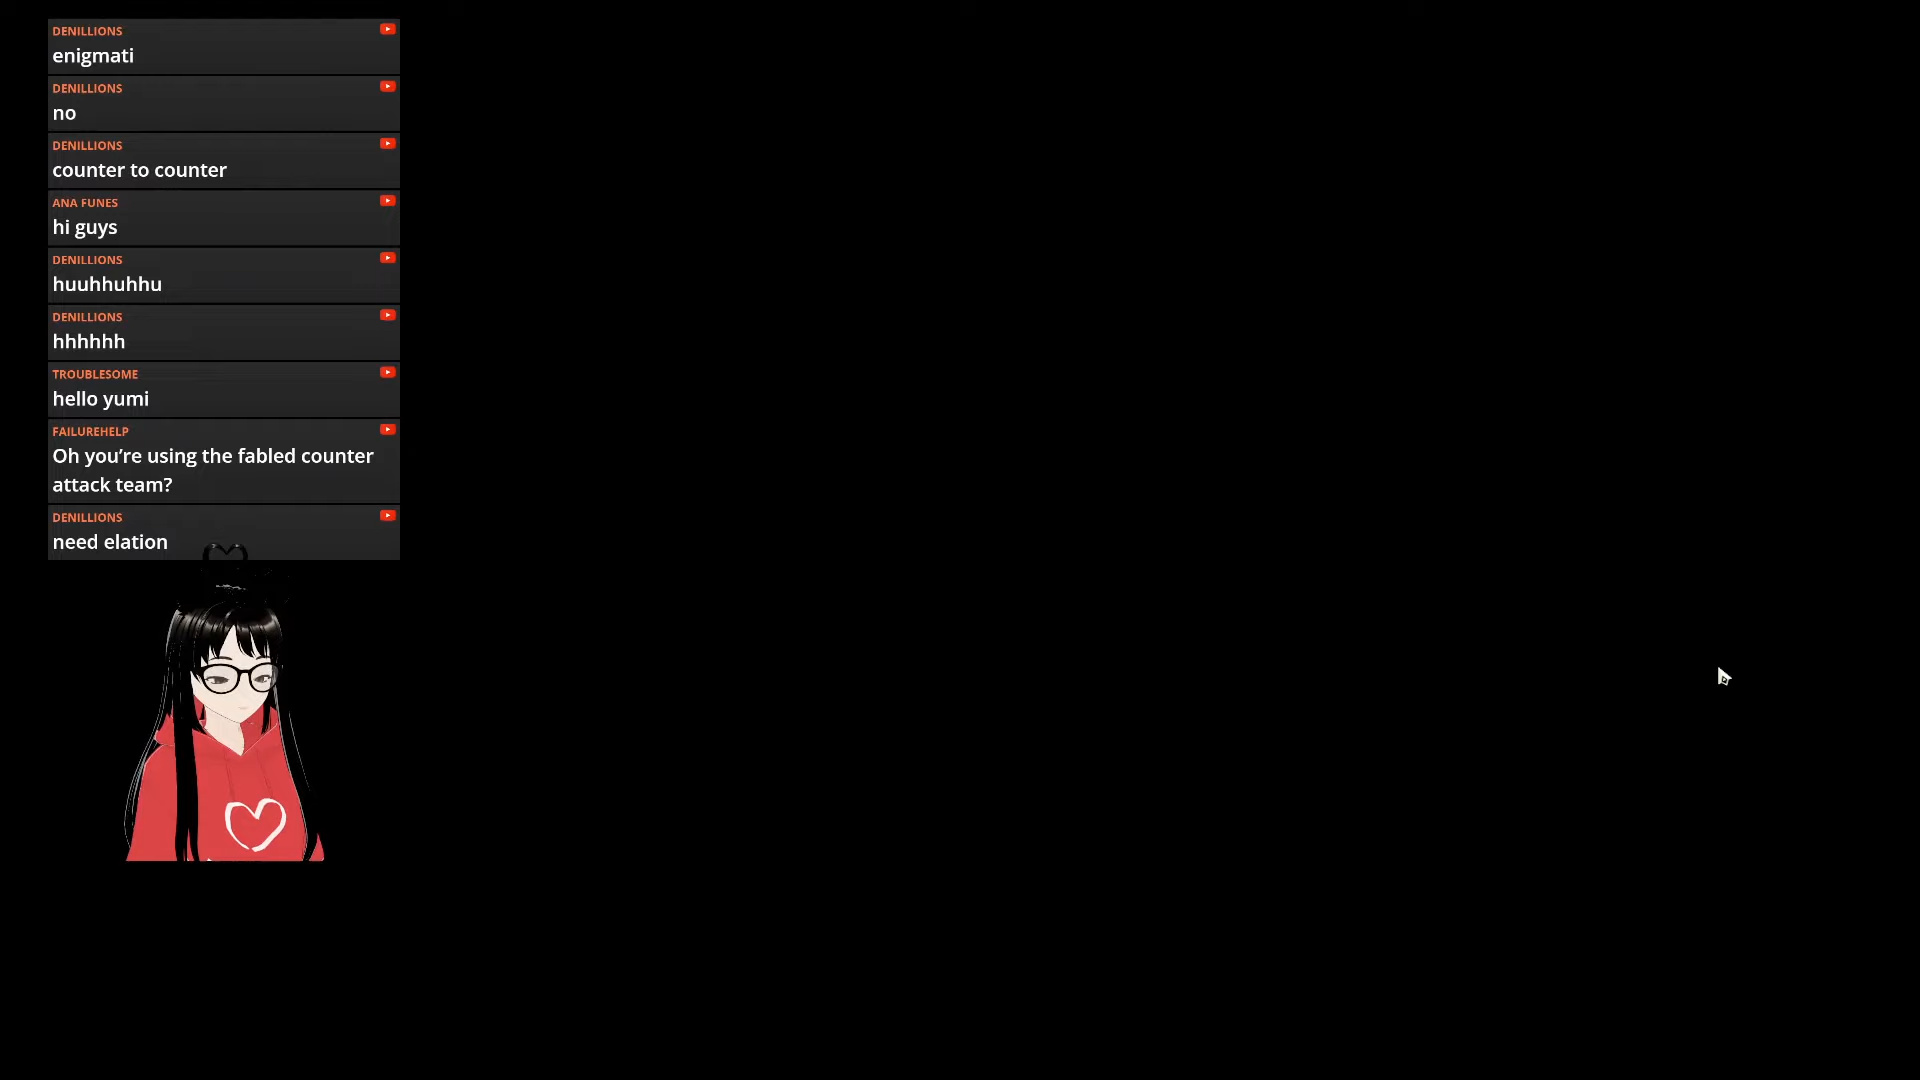 DENILLIONS
enigmati
DENILLIONS
no
DENILLIONS
counter to counter
ANA FUNES
hi guys
DENILLIONS
huuhhuhhu
DENILLIONS
hhhhhh
TROUBLESOME
hello yumi
FAILUREHELP
Oh you’re using the fabled counter
attack team?
DENILLIONS
need elation